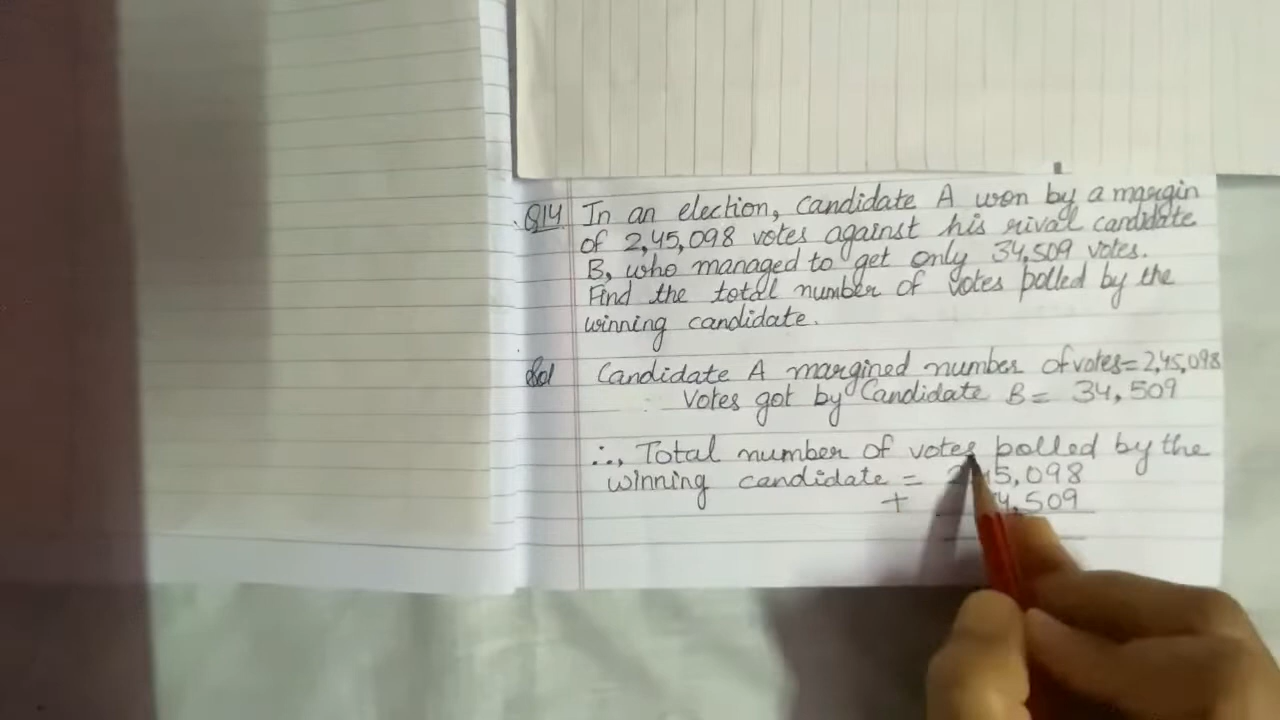 Q14 In an election, candidate A won by a margin
of 2,45,098 votes against his rival candidate
B, who managed to get only 34,509 votes.
Find the total number of votes polled by the
winning candidate.
Sol Candidate A margined number of votes=2,45,098
Votes got by Candidate B= 34,509
∴, Total number of votes polled by the
winning candidate = 2 45,098
+ 4,509